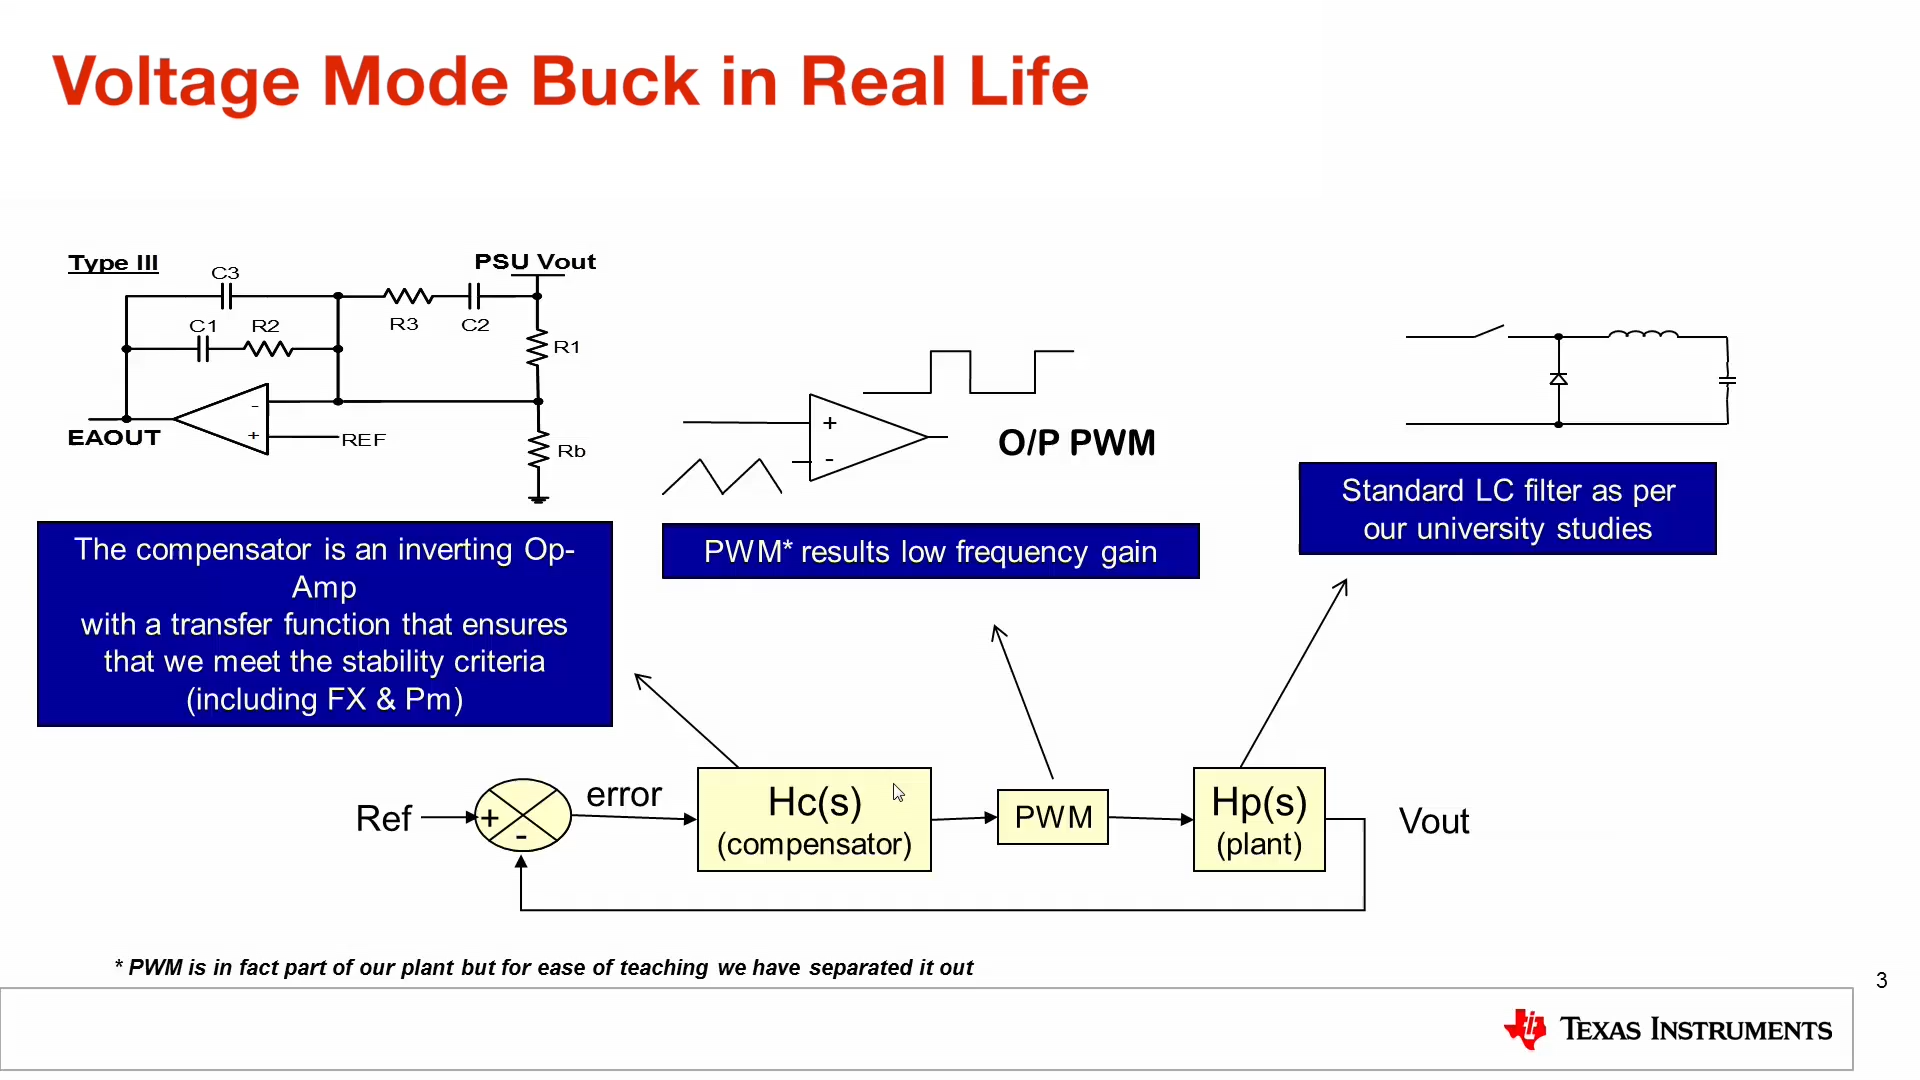 Voltage Mode Buck in Real Life
Type III
C3
PSU Vout
R3
C2
C1
R2
R1
-
+
EAOUT
REF
Rb
+
-
O/P PWM
The compensator is an inverting Op-
Amp
with a transfer function that ensures
that we meet the stability criteria
(including FX & Pm)
PWM* results low frequency gain
Standard LC filter as per
our university studies
Ref
+
-
error
Hc(s)
(compensator)
PWM
Hp(s)
(plant)
Vout
* PWM is in fact part of our plant but for ease of teaching we have separated it out
3
TEXAS INSTRUMENTS